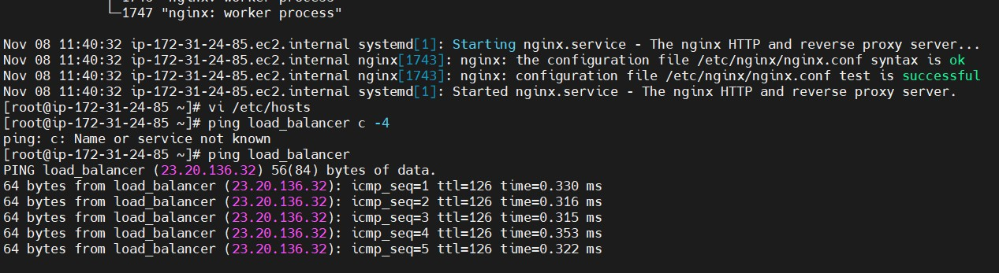 └─1747 "nginx: worker process"
Nov 08 11:40:32 ip-172-31-24-85.ec2.internal systemd[1]: Starting nginx.service - The nginx HTTP and reverse proxy server...
Nov 08 11:40:32 ip-172-31-24-85.ec2.internal nginx[1743]: nginx: the configuration file /etc/nginx/nginx.conf syntax is ok
Nov 08 11:40:32 ip-172-31-24-85.ec2.internal nginx[1743]: nginx: configuration file /etc/nginx/nginx.conf test is successful
Nov 08 11:40:32 ip-172-31-24-85.ec2.internal systemd[1]: Started nginx.service - The nginx HTTP and reverse proxy server.
[root@ip-172-31-24-85 ~]# vi /etc/hosts
[root@ip-172-31-24-85 ~]# ping load_balancer c -4
ping: c: Name or service not known
[root@ip-172-31-24-85 ~]# ping load_balancer
PING load_balancer (23.20.136.32) 56(84) bytes of data.
64 bytes from load_balancer (23.20.136.32): icmp_seq=1 ttl=126 time=0.330 ms
64 bytes from load_balancer (23.20.136.32): icmp_seq=2 ttl=126 time=0.316 ms
64 bytes from load_balancer (23.20.136.32): icmp_seq=3 ttl=126 time=0.315 ms
64 bytes from load_balancer (23.20.136.32): icmp_seq=4 ttl=126 time=0.353 ms
64 bytes from load_balancer (23.20.136.32): icmp_seq=5 ttl=126 time=0.322 ms